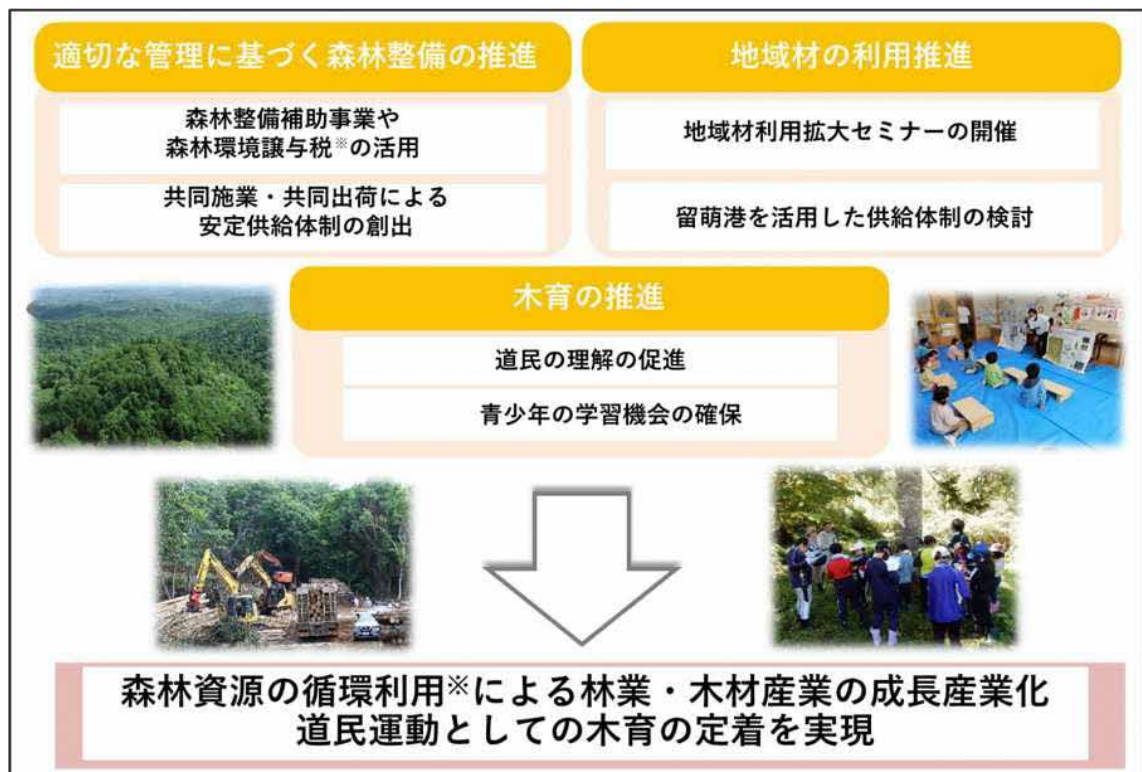 適切な管理に基づく森林整備の推進
森林整備補助事業や
森林環境譲与税※の活用
共同施業・共同出荷による
安定供給体制の創出
地域材の利用推進
地域材利用拡大セミナーの開催
留萌港を活用した供給体制の検討
木育の推進
道民の理解の促進
青少年の学習機会の確保
森林資源の循環利用※による林業・木材産業の成長産業化
道民運動としての木育の定着を実現